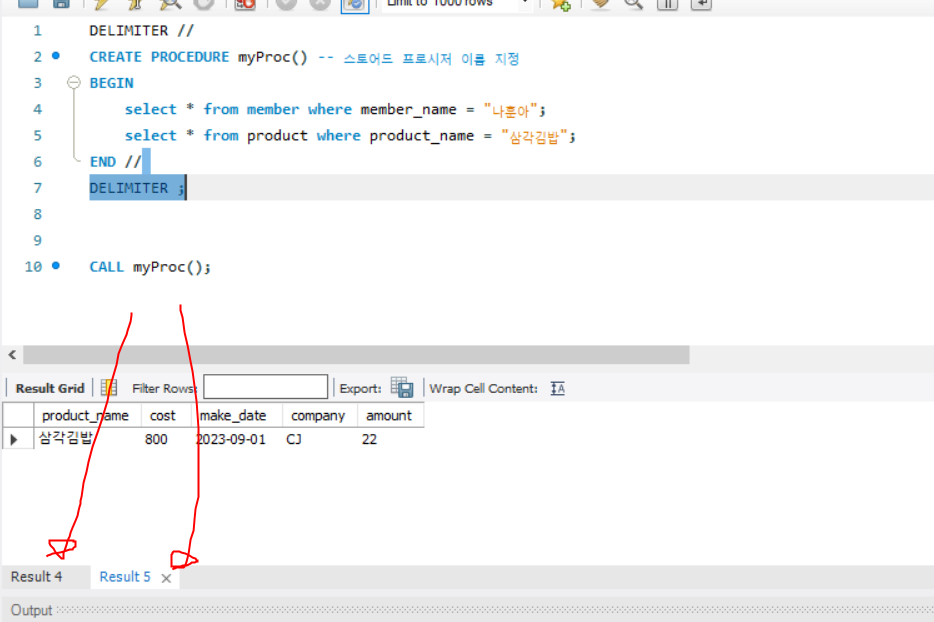 Limit to 1000 rows
1 DELIMITER //
2 CREATE PROCEDURE myProc() -- 스토어드 프로시저 이름 지정
3 BEGIN
4 select * from member where member_name = "나훈아";
5 select * from product where product_name = "삼각김밥";
6 END //
7 DELIMITER ;
8
9
10 CALL myProc();
Result Grid Filter Rows: Export: Wrap Cell Content:
product_name cost make_date company amount
삼각김밥 800 2023-09-01 CJ 22
Result 4 Result 5
Output